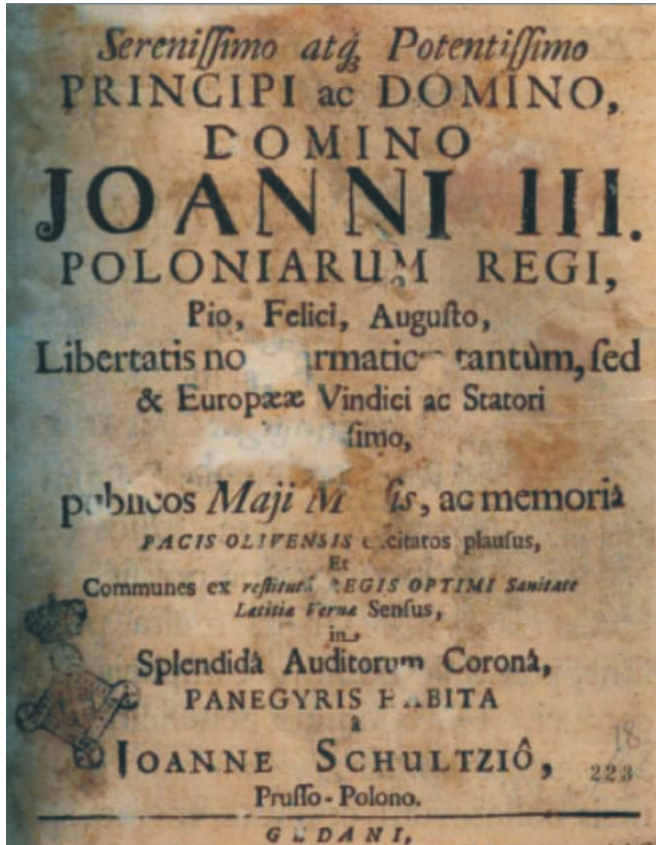 Sereniſſimo atq́ꝫ Potentiſſimo
PRINCIPI ac DOMINO,
DOMINO
JOANNI III.
POLONIARUM REGI,
Pio, Felici, Auguſto,
Libertatis tantùm, ſed
& Europææ Vindici ac Statori
publicos Maji ac memoriâ
PACIS OLIVENSIS plauſus,
Et
Communes ex reſtitutâ REGIS OPTIMI Sanitate
Lætitiæ Vernæ Senſus,
in
Splendidâ Auditorum Coronâ,
PANEGYRIS HABITA
â
JOANNE SCHULTZIÔ,
Pruſſo-Polono.
18
223
GEDANI,